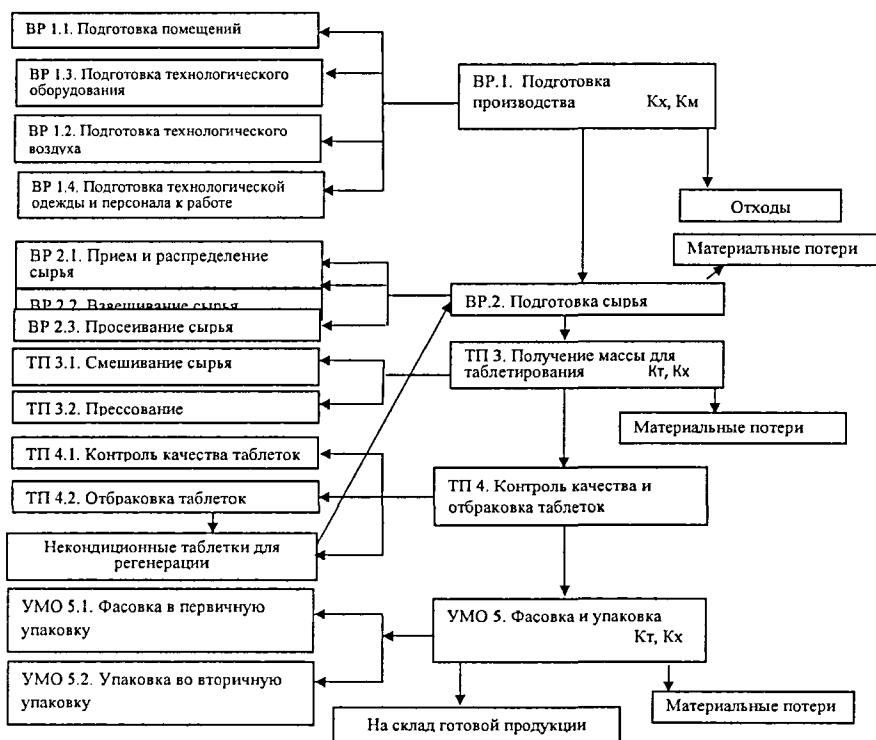 ВР 1.1. Подготовка помещений
ВР 1.3. Подготовка технологического
оборудования
ВР 1.2. Подготовка технологического
воздуха
ВР 1.4. Подготовка технологической
одежды и персонала к работе
ВР.1. Подготовка
производства Кх, Км
Отходы
Материальные потери
ВР 2.1. Прием и распределение
сырья
ВР 2.2. Взвешивание сырья
ВР 2.3. Просеивание сырья
ВР.2. Подготовка сырья
ТП 3.1. Смешивание сырья
ТП 3.2. Прессование
ТП 3. Получение массы для
таблетирования Кт, Кх
Материальные потери
ТП 4.1. Контроль качества таблеток
ТП 4.2. Отбраковка таблеток
Некондиционные таблетки для
регенерации
ТП 4. Контроль качества и
отбраковка таблеток
УМО 5.1. Фасовка в первичную
упаковку
УМО 5.2. Упаковка во вторичную
упаковку
УМО 5. Фасовка и упаковка
Кт, Кх
Материальные потери
На склад готовой продукции